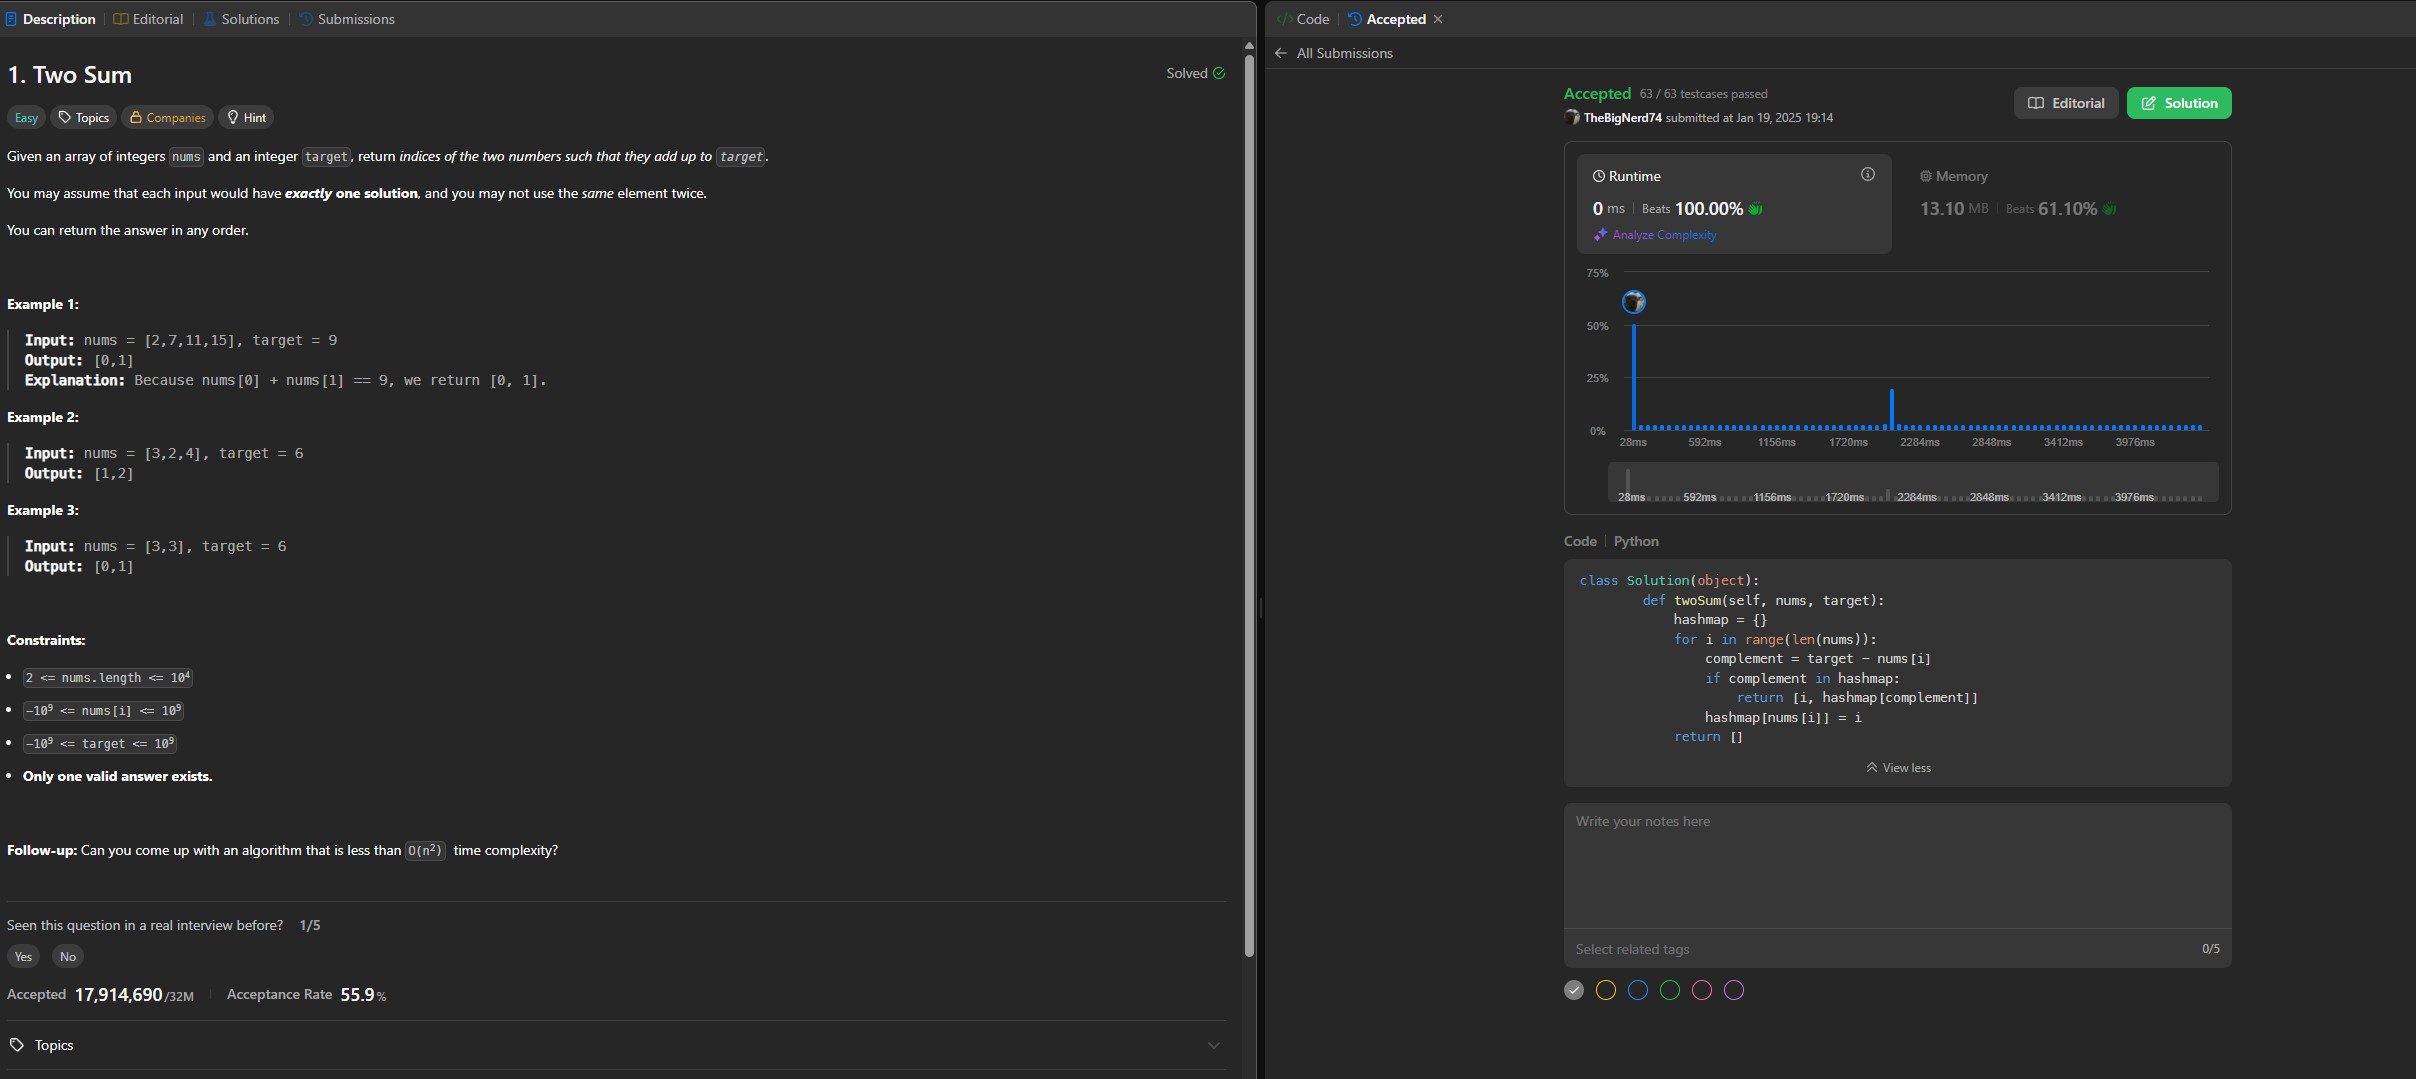 Description | Editorial | Solutions | Submissions
1. Two Sum
Solved
Easy Topics Companies Hint
Given an array of integers nums and an integer target, return indices of the two numbers such that they add up to target.
You may assume that each input would have exactly one solution, and you may not use the same element twice.
You can return the answer in any order.
Example 1:
Input: nums = [2,7,11,15], target = 9
Output: [0,1]
Explanation: Because nums[0] + nums[1] == 9, we return [0, 1].
Example 2:
Input: nums = [3,2,4], target = 6
Output: [1,2]
Example 3:
Input: nums = [3,3], target = 6
Output: [0,1]
Constraints:
• 2 <= nums.length <= 10⁴
• -10⁹ <= nums[i] <= 10⁹
• -10⁹ <= target <= 10⁹
• Only one valid answer exists.
Follow-up: Can you come up with an algorithm that is less than O(n²) time complexity?
Seen this question in a real interview before? 1/5
Yes No
Accepted 17,914,690/32M | Acceptance Rate 55.9%
Topics
</> Code | Accepted ×
← All Submissions
Accepted 63 / 63 testcases passed
TheBigNerd74 submitted at Jan 19, 2025 19:14
Editorial Solution
Runtime
0 ms | Beats 100.00%
Analyze Complexity
Memory
13.10 MB | Beats 61.10%
75%
50%
25%
0%
28ms 592ms 1156ms 1720ms 2284ms 2848ms 3412ms 3976ms
28ms 592ms 1156ms 1720ms 2284ms 2848ms 3412ms 3976ms
Code | Python
class Solution(object):
def twoSum(self, nums, target):
hashmap = {}
for i in range(len(nums)):
complement = target - nums[i]
if complement in hashmap:
return [i, hashmap[complement]]
hashmap[nums[i]] = i
return []
View less
Write your notes here
Select related tags 0/5